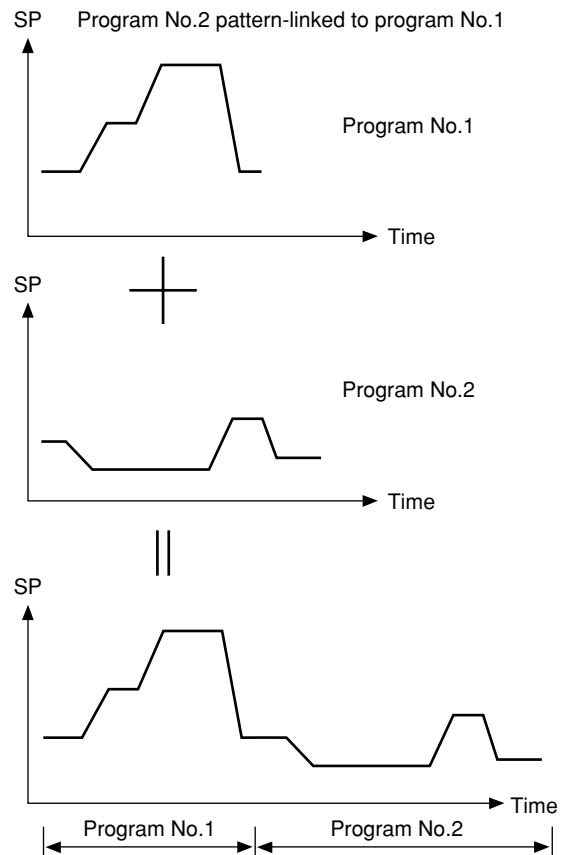 SP Program No.2 pattern-linked to program No.1
Program No.1
Time
SP
Program No.2
Time
SP
Time
Program No.1 Program No.2